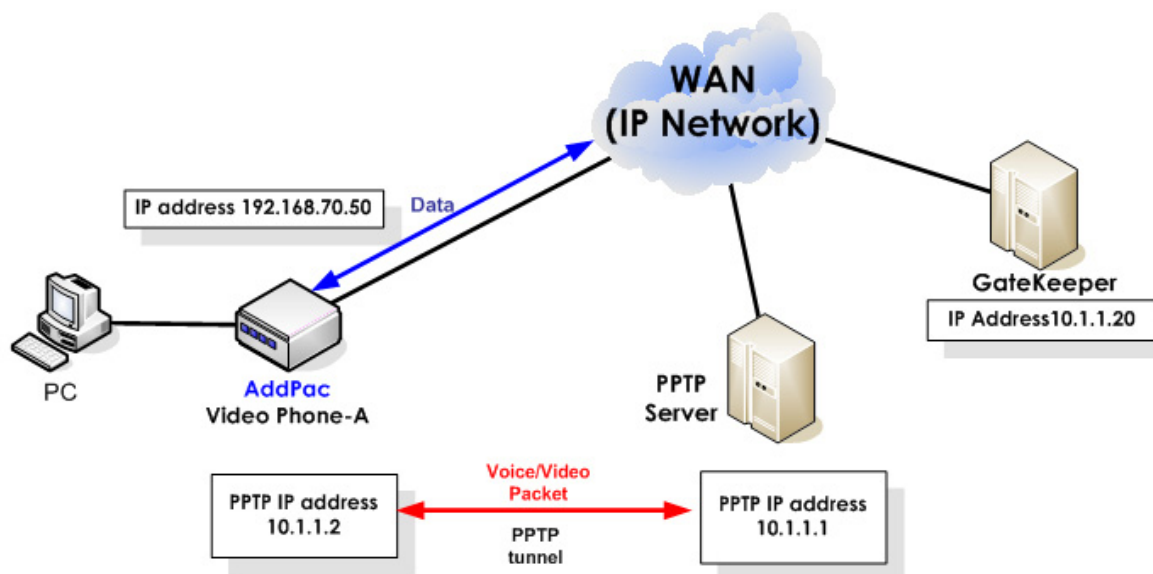 WAN
(IP Network)
IP address 192.168.70.50
Data
GateKeeper
IP Address10.1.1.20
PC
AddPac
Video Phone-A
PPTP
Server
PPTP IP address
10.1.1.2
Voice/Video
Packet
PPTP
tunnel
PPTP IP address
10.1.1.1